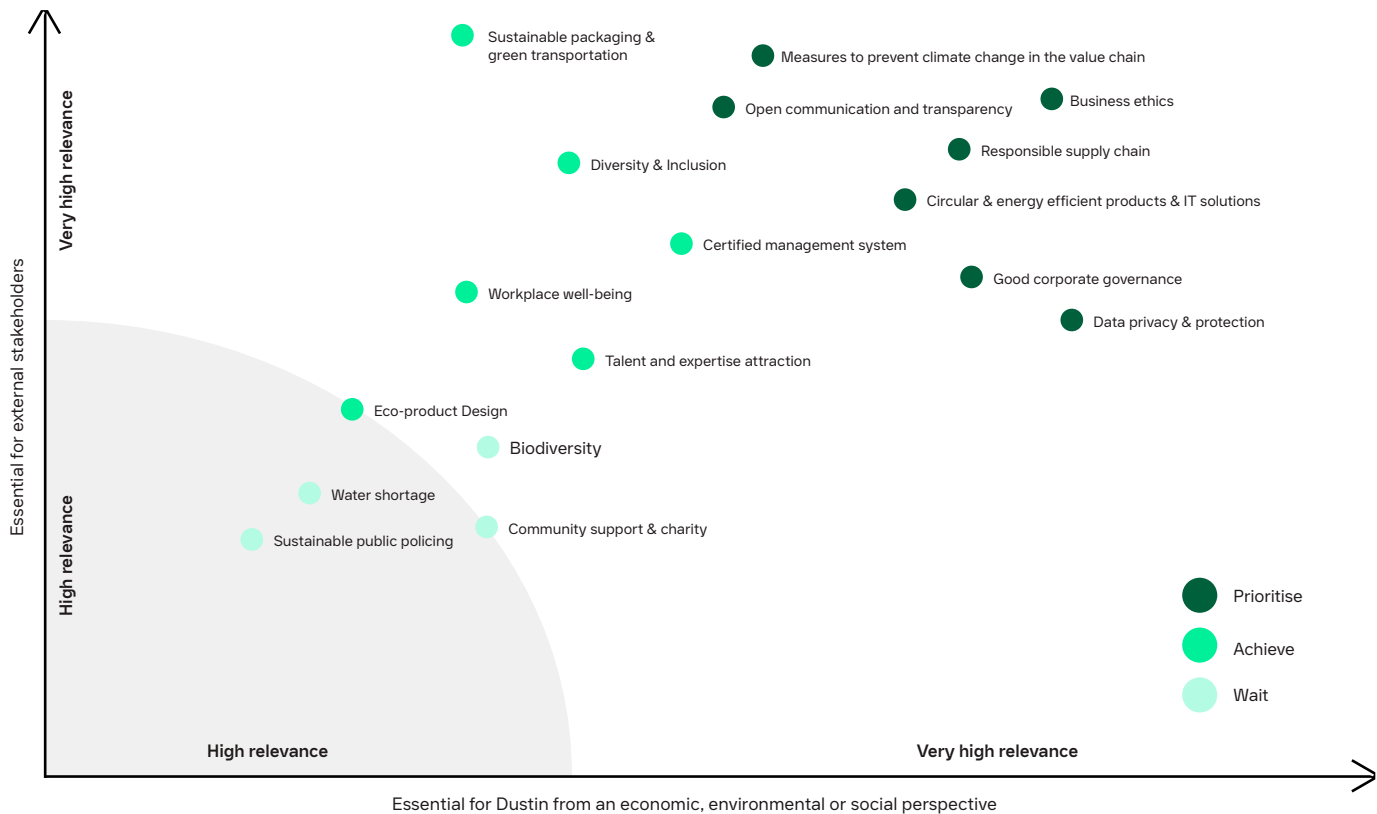 Sustainable packaging &
green transportation
Measures to prevent climate change in the value chain
Business ethics
Open communication and transparency
Responsible supply chain
Diversity & Inclusion
Circular & energy efficient products & IT solutions
Certified management system
Good corporate governance
Workplace well-being
Data privacy & protection
Talent and expertise attraction
Eco-product Design
Biodiversity
Water shortage
Community support & charity
Sustainable public policing
Very high relevance
High relevance
Essential for external stakeholders
Prioritise
Achieve
Wait
High relevance
Very high relevance
Essential for Dustin from an economic, environmental or social perspective